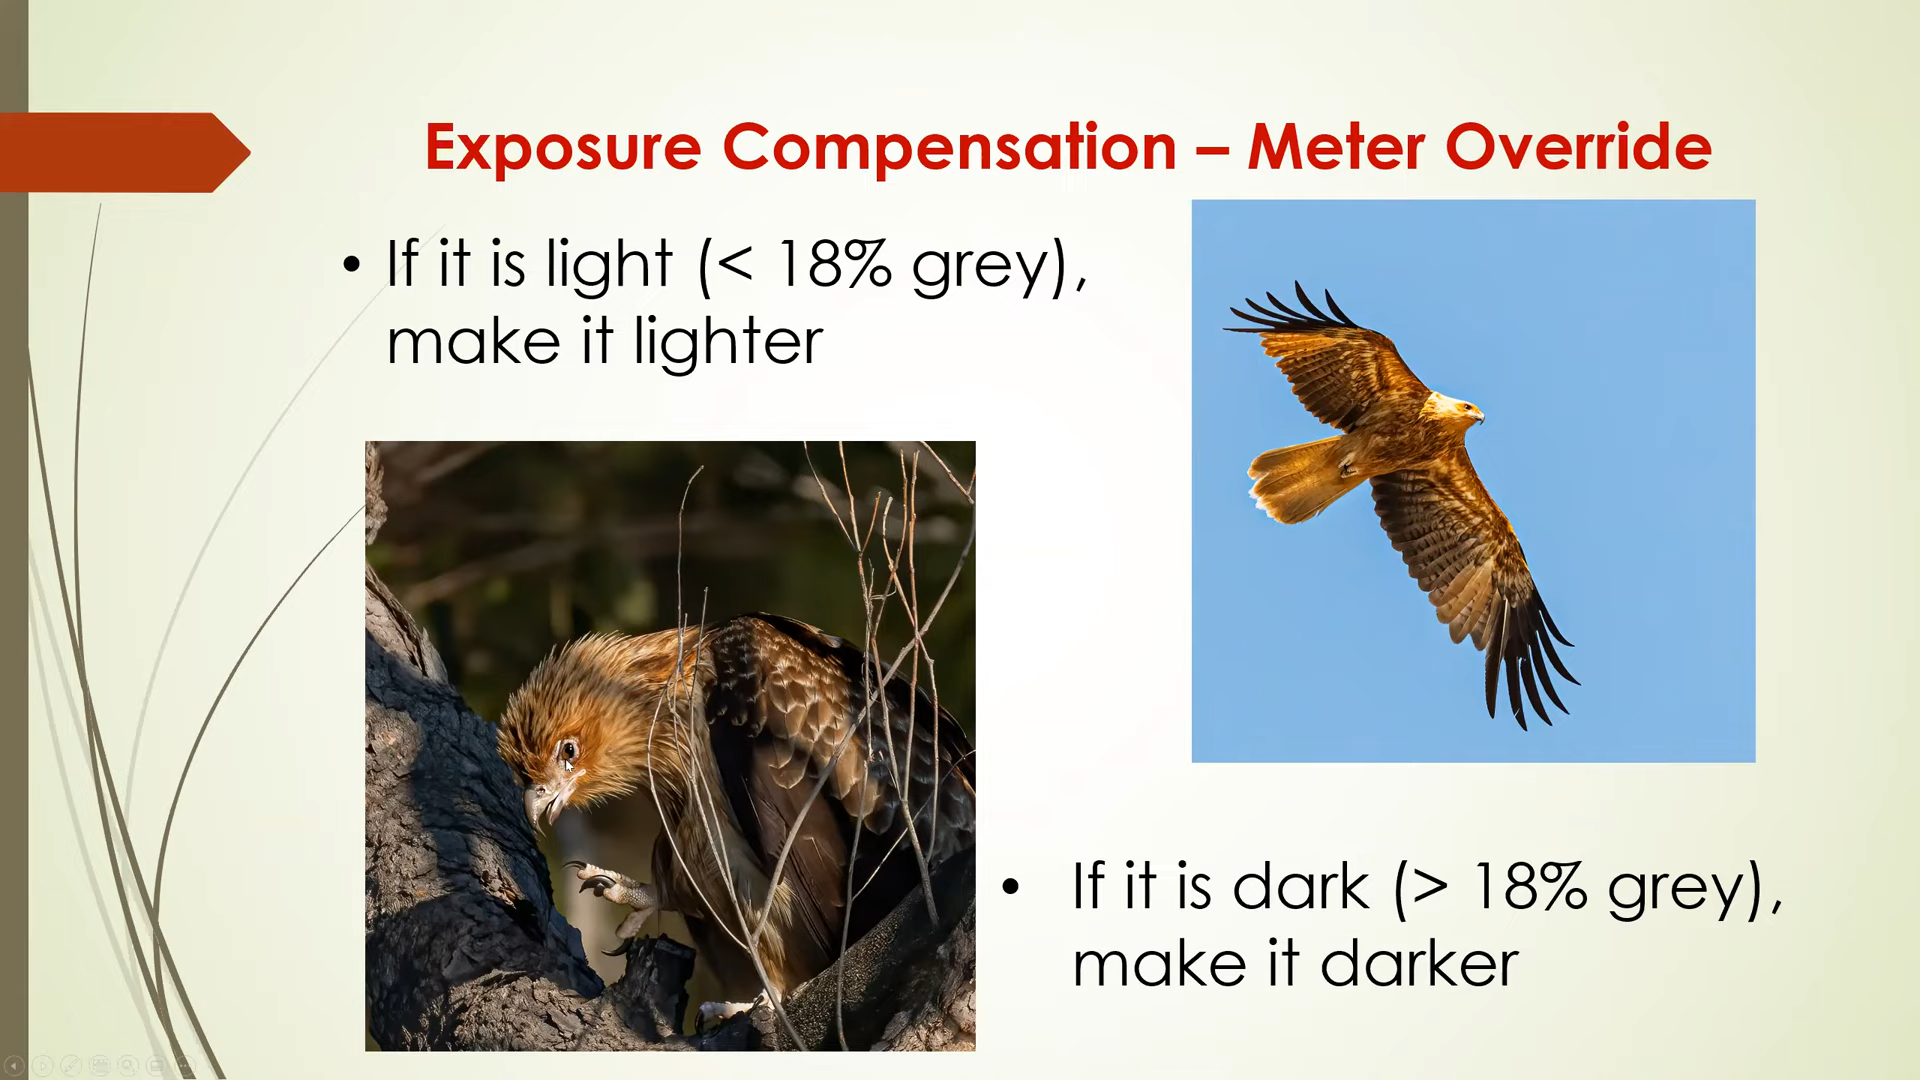 Exposure Compensation – Meter Override
• If it is light (< 18% grey),
make it lighter
• If it is dark (> 18% grey),
make it darker